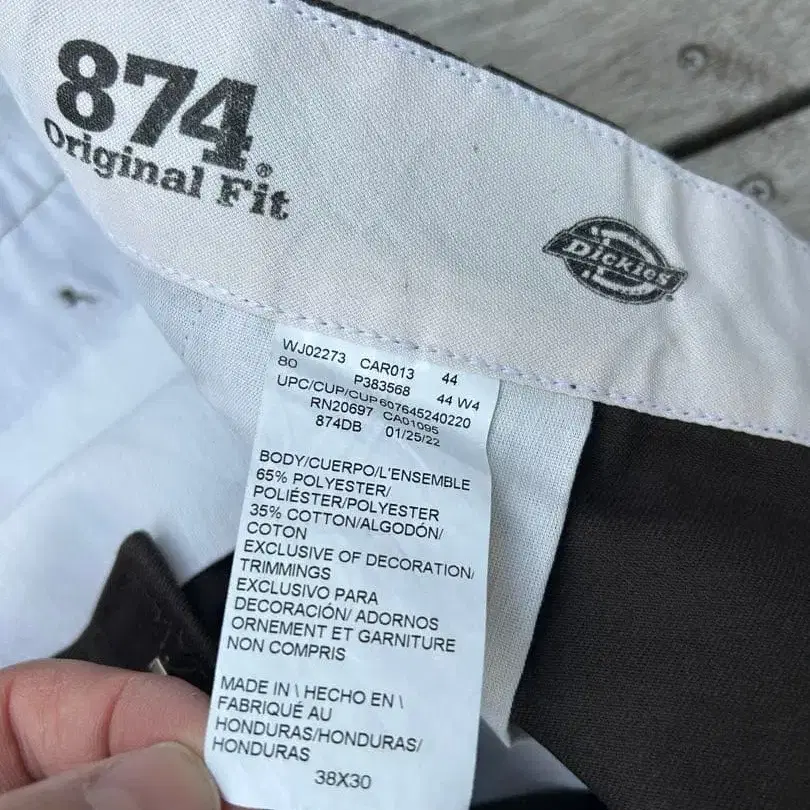 874®
Original Fit
Dickies
WJ02273 CAR013 44
80 P383568 44 W4
UPC/CUP/CUP 607645240220
RN20697 CA01095
874DB 01/25/22
BODY/CUERPO/L'ENSEMBLE
65% POLYESTER/
POLIÉSTER/POLYESTER
35% COTTON/ALGODÓN/
COTON
EXCLUSIVE OF DECORATION/
TRIMMINGS
EXCLUSIVO PARA
DECORACIÓN/ ADORNOS
ORNEMENT ET GARNITURE
NON COMPRIS
MADE IN \ HECHO EN \
FABRIQUÉ AU
HONDURAS/HONDURAS/
HONDURAS
38X30